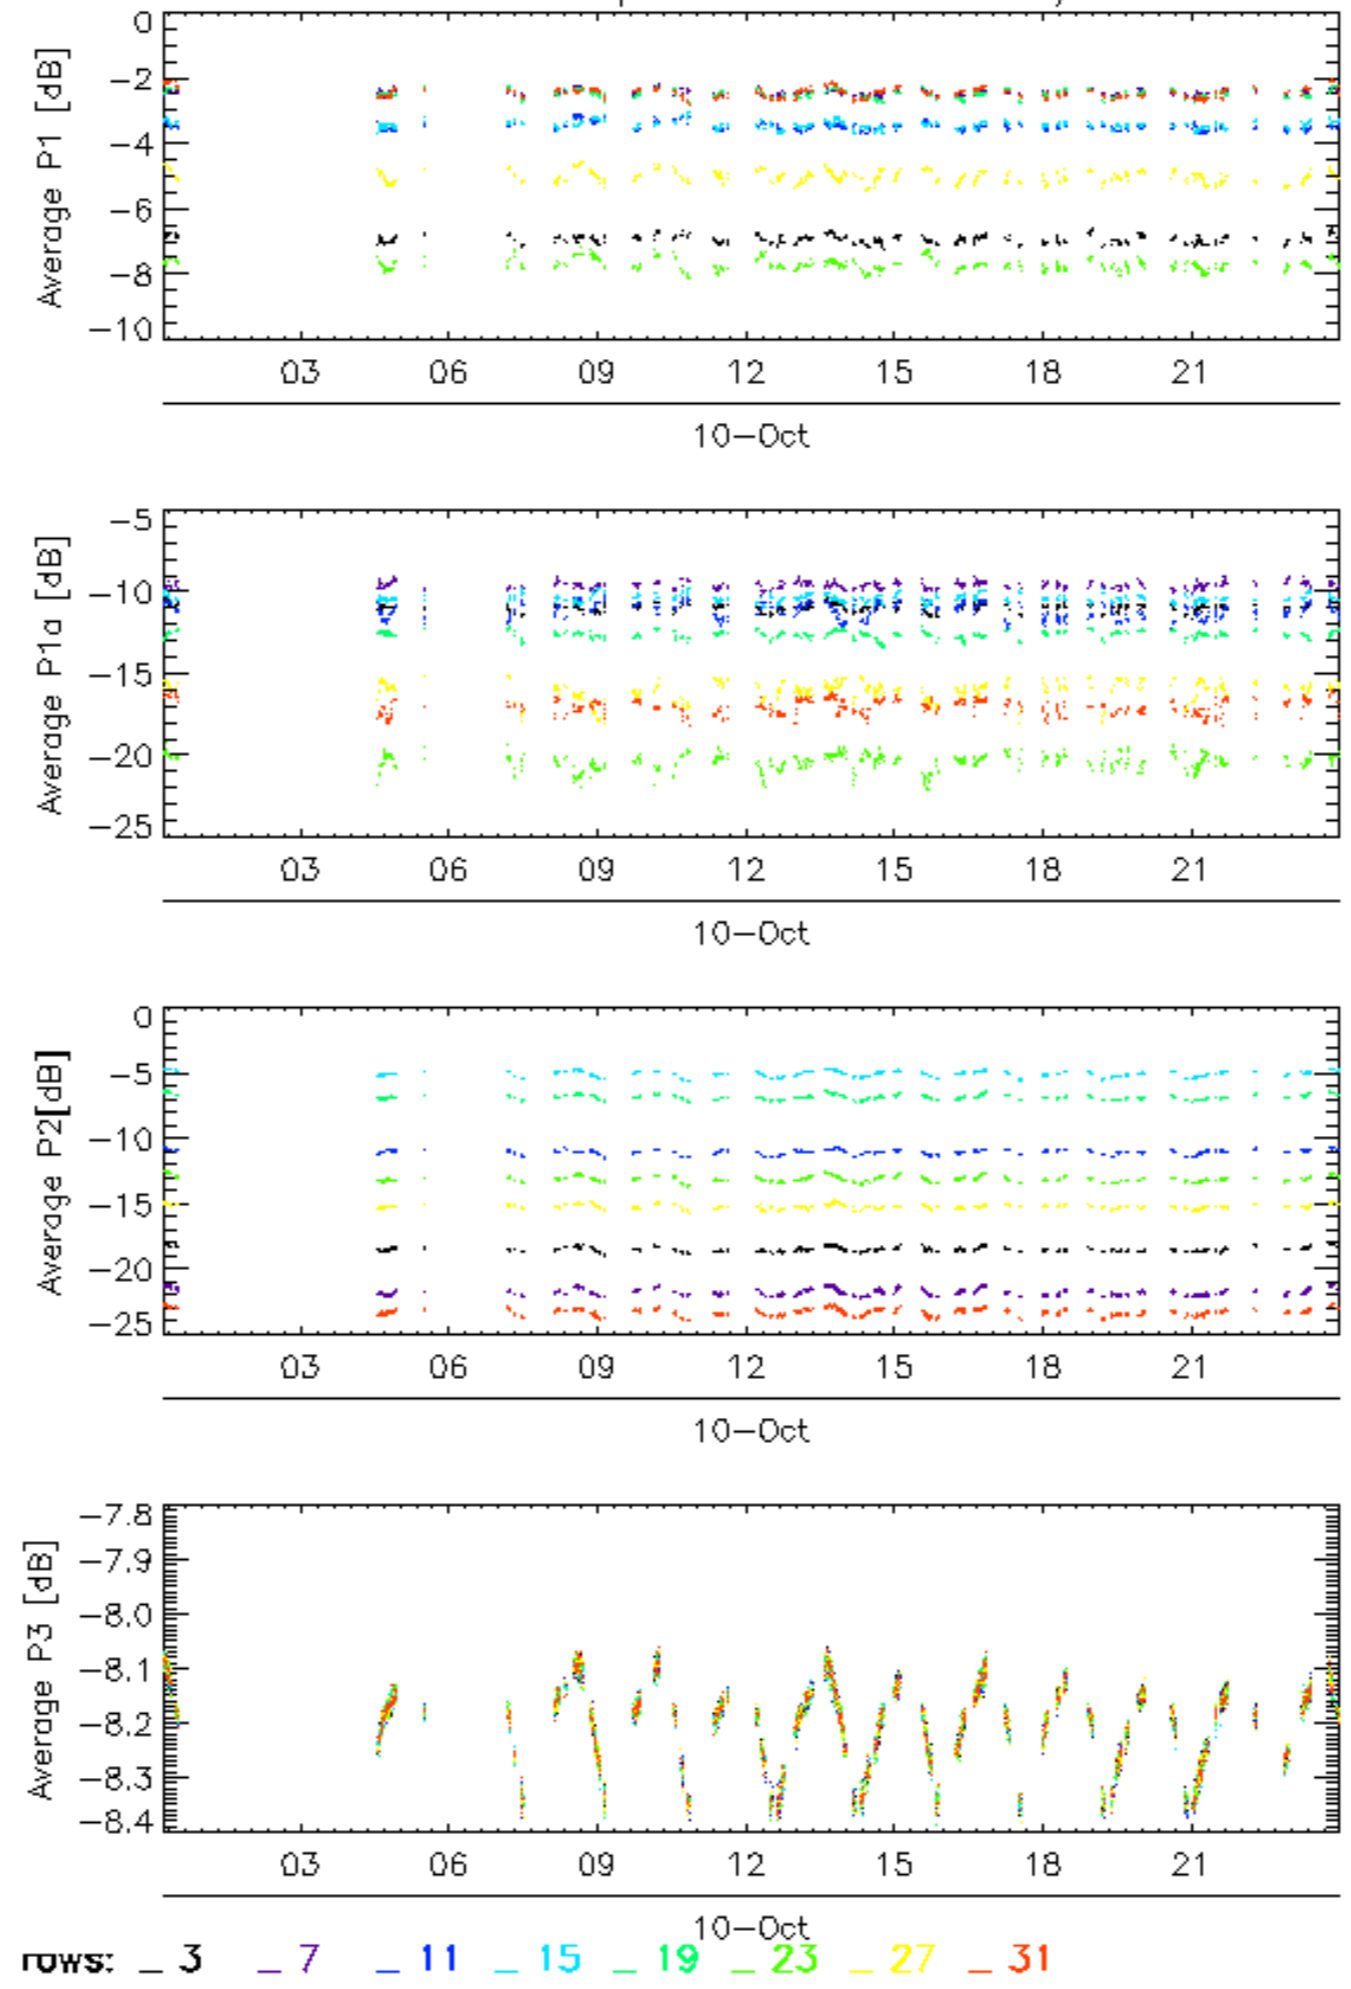 Average P1 [dB]
0
−2
−4
−6
−8
−10
03 06 09 12 15 18 21
10−Oct
Average P1a [dB]
−5
−10
−15
−20
−25
03 06 09 12 15 18 21
10−Oct
Average P2[dB]
0
−5
−10
−15
−20
−25
03 06 09 12 15 18 21
10−Oct
Average P3 [dB]
−7.8
−7.9
−8.0
−8.1
−8.2
−8.3
−8.4
03 06 09 12 15 18 21
10−Oct
rows: _ 3 _ 7 _ 11 _ 15 _ 19 _ 23 _ 27 _ 31